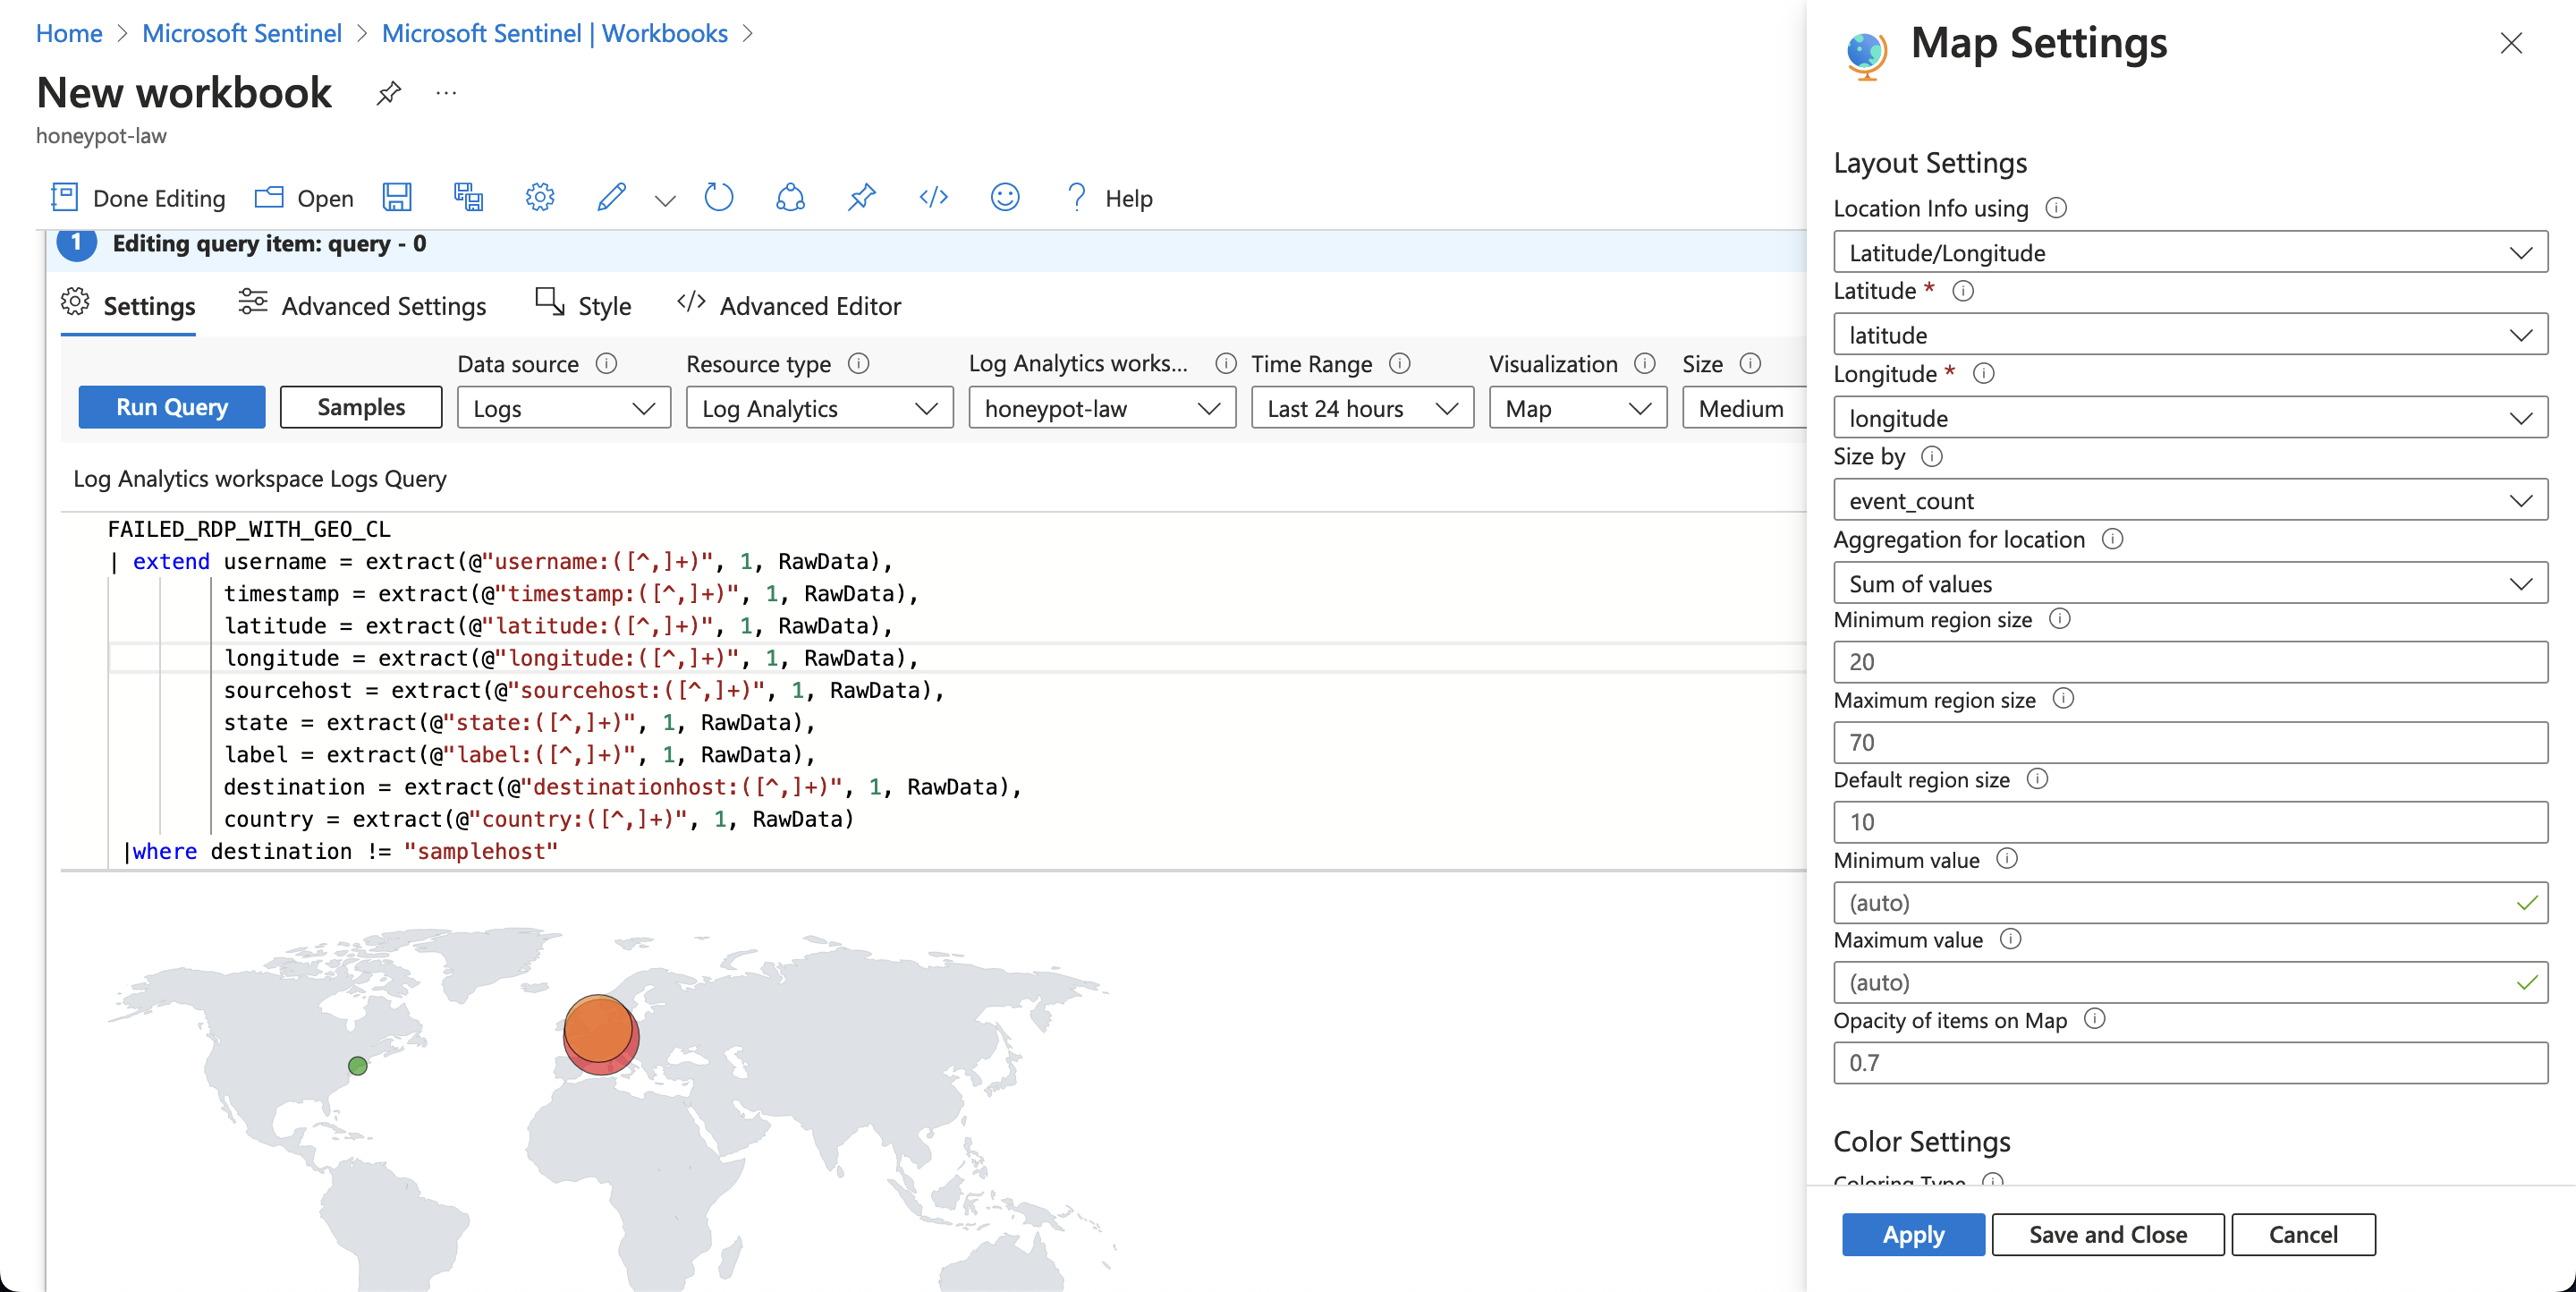 Home > Microsoft Sentinel > Microsoft Sentinel | Workbooks >
New workbook ...
honeypot-law
Done Editing Open ? Help
1 Editing query item: query - 0
Settings Advanced Settings Style </> Advanced Editor
Data source Resource type Log Analytics works... Time Range Visualization Size
Run Query Samples Logs Log Analytics honeypot-law Last 24 hours Map Medium
Log Analytics workspace Logs Query
FAILED_RDP_WITH_GEO_CL
| extend username = extract(@"username:([^,]+)", 1, RawData),
timestamp = extract(@"timestamp:([^,]+)", 1, RawData),
latitude = extract(@"latitude:([^,]+)", 1, RawData),
longitude = extract(@"longitude:([^,]+)", 1, RawData),
sourcehost = extract(@"sourcehost:([^,]+)", 1, RawData),
state = extract(@"state:([^,]+)", 1, RawData),
label = extract(@"label:([^,]+)", 1, RawData),
destination = extract(@"destinationhost:([^,]+)", 1, RawData),
country = extract(@"country:([^,]+)", 1, RawData)
|where destination != "samplehost"
Map Settings
Layout Settings
Location Info using
Latitude/Longitude
Latitude *
latitude
Longitude *
longitude
Size by
event_count
Aggregation for location
Sum of values
Minimum region size
20
Maximum region size
70
Default region size
10
Minimum value
(auto)
Maximum value
(auto)
Opacity of items on Map
0.7
Color Settings
Coloring Type
Apply Save and Close Cancel